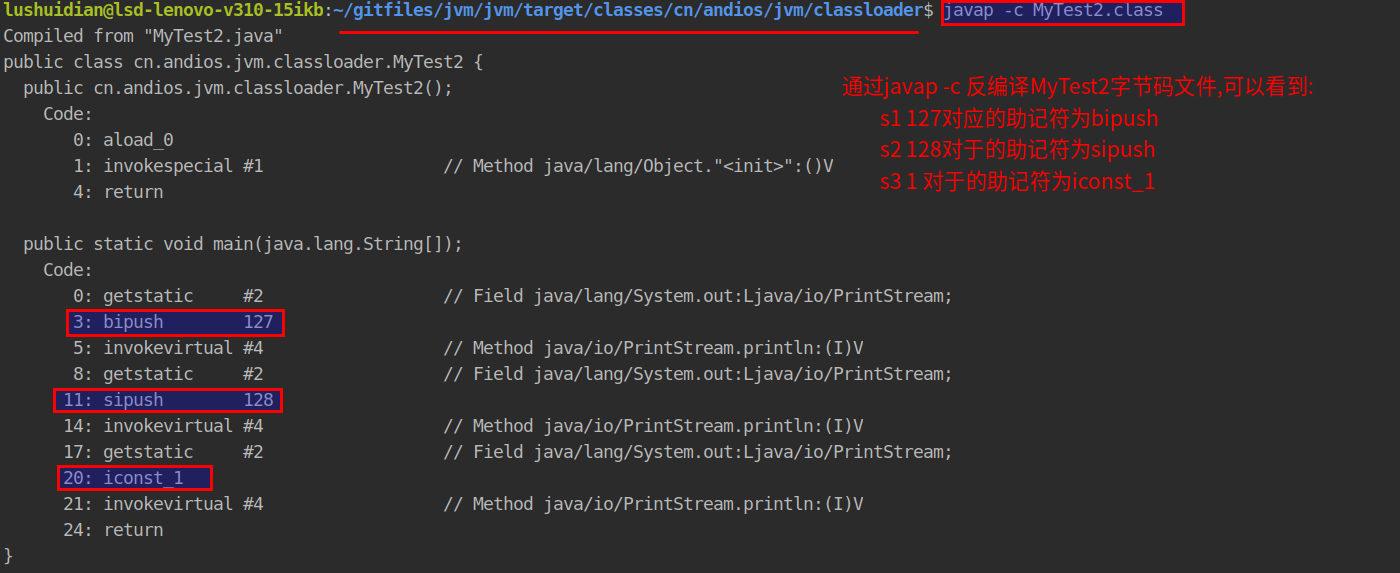 lushuidian@lsd-lenovo-v310-15ikb:~/gitfiles/jvm/jvm/target/classes/cn/andios/jvm/classloader$ javap -c MyTest2.class
Compiled from "MyTest2.java"
public class cn.andios.jvm.classloader.MyTest2 {
  public cn.andios.jvm.classloader.MyTest2();
    Code:
       0: aload_0
       1: invokespecial #1                  // Method java/lang/Object."<init>":()V
       4: return
通过javap -c 反编译MyTest2字节码文件,可以看到:
s1 127对应的助记符为bipush
s2 128对于的助记符为sipush
s3 1 对于的助记符为iconst_1
  public static void main(java.lang.String[]);
    Code:
       0: getstatic     #2                  // Field java/lang/System.out:Ljava/io/PrintStream;
       3: bipush        127
       5: invokevirtual #4                  // Method java/io/PrintStream.println:(I)V
       8: getstatic     #2                  // Field java/lang/System.out:Ljava/io/PrintStream;
      11: sipush        128
      14: invokevirtual #4                  // Method java/io/PrintStream.println:(I)V
      17: getstatic     #2                  // Field java/lang/System.out:Ljava/io/PrintStream;
      20: iconst_1
      21: invokevirtual #4                  // Method java/io/PrintStream.println:(I)V
      24: return
}